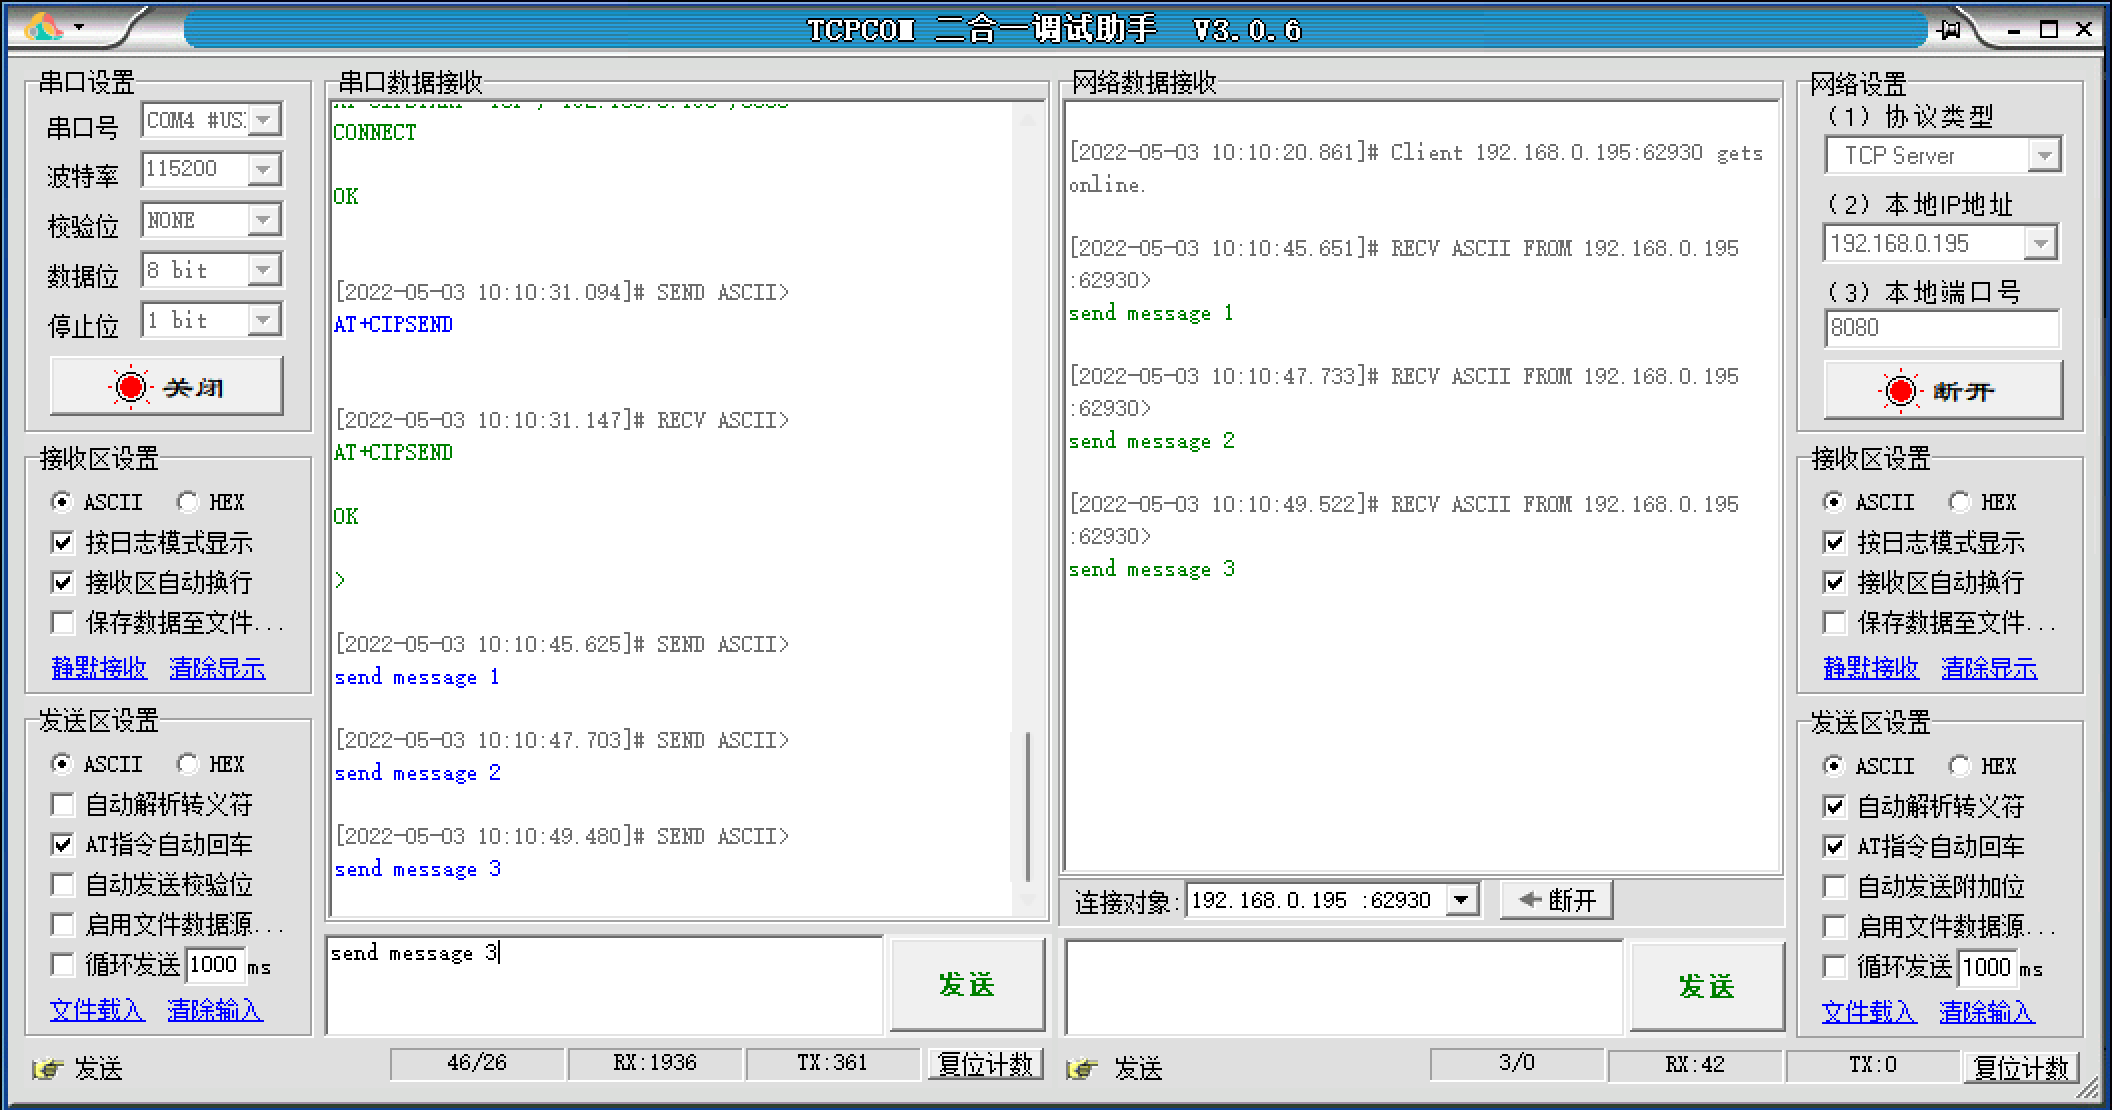 TCPCOM 二合一调试助手 V3.0.6
串口设置
串口号 COM4 #US
波特率 115200
校验位 NONE
数据位 8 bit
停止位 1 bit
关闭
接收区设置
ASCII HEX
按日志模式显示
接收区自动换行
保存数据至文件...
静默接收 清除显示
发送区设置
ASCII HEX
自动解析转义符
AT指令自动回车
自动发送校验位
启用文件数据源...
循环发送 1000 ms
文件载入 清除输入
串口数据接收
CONNECT
OK
[2022-05-03 10:10:31.094]# SEND ASCII>
AT+CIPSEND
[2022-05-03 10:10:31.147]# RECV ASCII>
AT+CIPSEND
OK
>
[2022-05-03 10:10:45.625]# SEND ASCII>
send message 1
[2022-05-03 10:10:47.703]# SEND ASCII>
send message 2
[2022-05-03 10:10:49.480]# SEND ASCII>
send message 3
send message 3
发送
网络数据接收
[2022-05-03 10:10:20.861]# Client 192.168.0.195:62930 gets
online.
[2022-05-03 10:10:45.651]# RECV ASCII FROM 192.168.0.195
:62930>
send message 1
[2022-05-03 10:10:47.733]# RECV ASCII FROM 192.168.0.195
:62930>
send message 2
[2022-05-03 10:10:49.522]# RECV ASCII FROM 192.168.0.195
:62930>
send message 3
连接对象: 192.168.0.195 :62930 断开
发送
网络设置
（1）协议类型
TCP Server
（2）本地IP地址
192.168.0.195
（3）本地端口号
8080
断开
接收区设置
ASCII HEX
按日志模式显示
接收区自动换行
保存数据至文件...
静默接收 清除显示
发送区设置
ASCII HEX
自动解析转义符
AT指令自动回车
自动发送附加位
启用文件数据源...
循环发送 1000 ms
文件载入 清除输入
发送 46/26 RX:1936 TX:361 复位计数
发送 3/0 RX:42 TX:0 复位计数